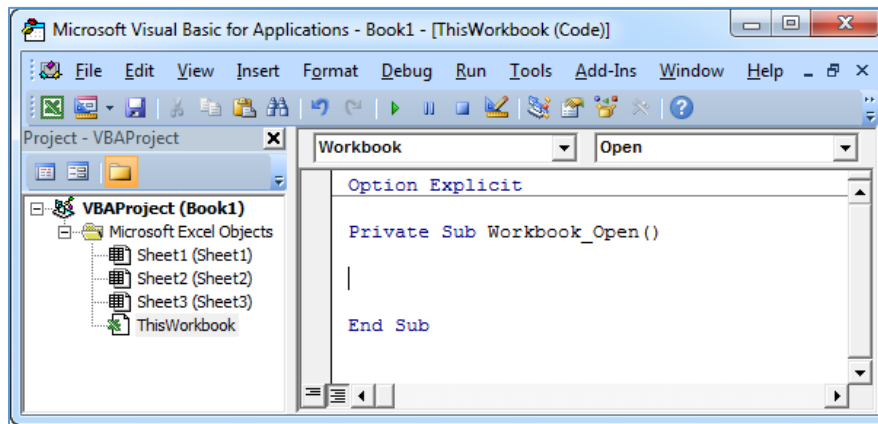 Microsoft Visual Basic for Applications - Book1 - [ThisWorkbook (Code)]
File Edit View Insert Format Debug Run Tools Add-Ins Window Help
Project - VBAProject
Workbook
Open
VBAProject (Book1)
Microsoft Excel Objects
Sheet1 (Sheet1)
Sheet2 (Sheet2)
Sheet3 (Sheet3)
ThisWorkbook
Option Explicit
Private Sub Workbook_Open()
End Sub